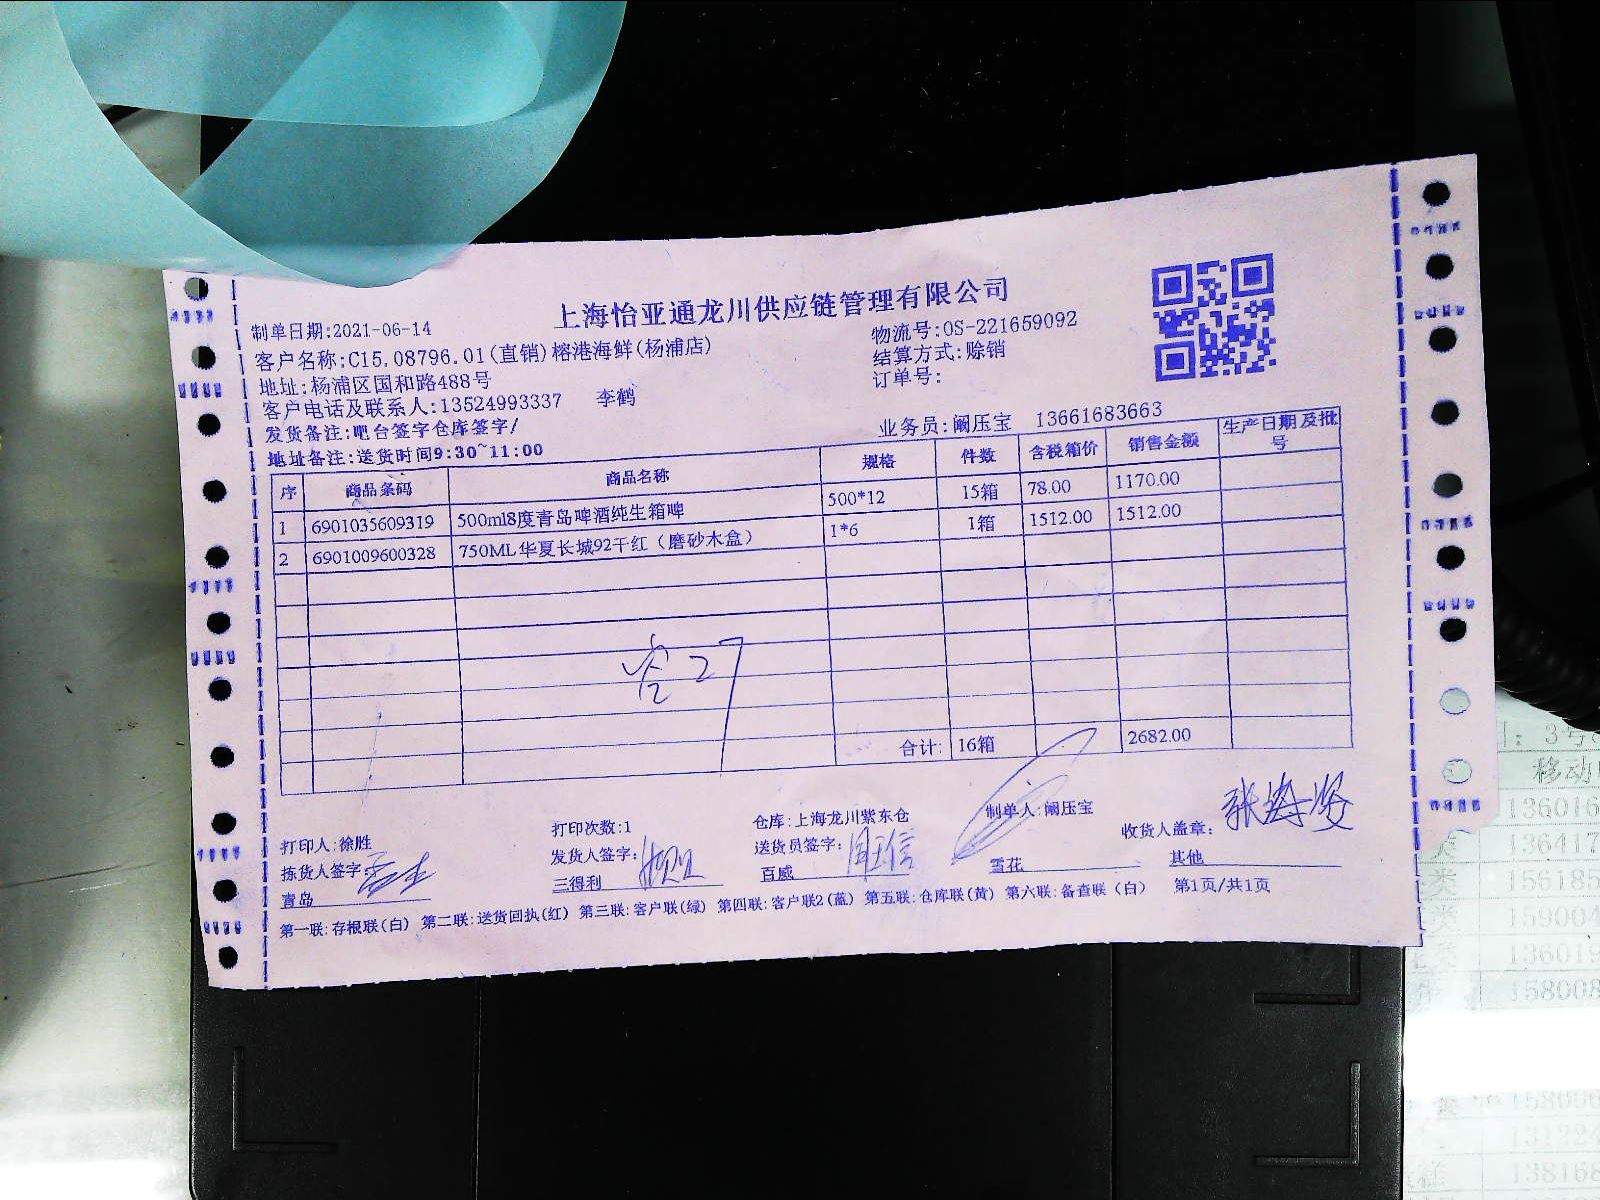 上海怡亚通龙川供应链管理有限公司
制单日期:2021-06-14
物流号:OS-221659092
客户名称:C15.08796.01(直销)榕港海鲜(杨浦店)
结算方式:赊销
地址:杨浦区国和路488号
订单号:
客户电话及联系人:13524993337 李鹤
发货备注:吧台签字仓库签字/
业务员:阚压宝 13661683663
地址备注:送货时间9:30~11:00
序 商品条码 商品名称 规格 件数 含税箱价 销售金额 生产日期及批号
1 6901035609319 500ml8度青岛啤酒纯生箱啤 500*12 15箱 78.00 1170.00
2 6901009600328 750ML华夏长城92干红（磨砂木盒） 1*6 1箱 1512.00 1512.00
合计: 16箱 2682.00
打印人:徐胜 打印次数:1 仓库:上海龙川紫东仓 制单人:阚压宝
拣货人签字: 发货人签字: 送货员签字: 收货人盖章:
青岛 三得利 百威 雪花 其他
第一联:存根联(白) 第二联:送货回执(红) 第三联:客户联(绿) 第四联:客户联2(蓝) 第五联:仓库联(黄) 第六联:备查联(白) 第1页/共1页
移动